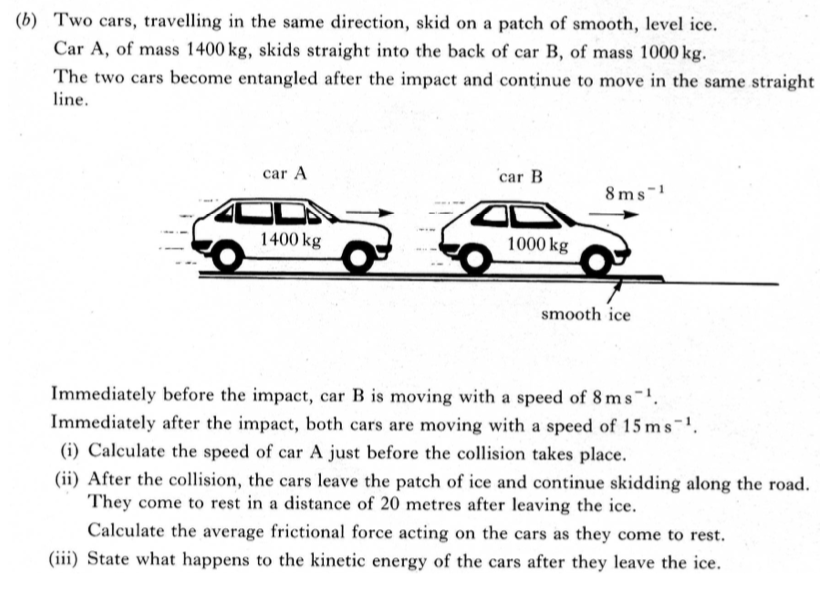 (b) Two cars, travelling in the same direction, skid on a patch of smooth, level ice.
Car A, of mass 1400 kg, skids straight into the back of car B, of mass 1000 kg.
The two cars become entangled after the impact and continue to move in the same straight
line.
car A
car B
8 m s⁻¹
1400 kg
1000 kg
smooth ice
Immediately before the impact, car B is moving with a speed of 8 m s⁻¹.
Immediately after the impact, both cars are moving with a speed of 15 m s⁻¹.
(i) Calculate the speed of car A just before the collision takes place.
(ii) After the collision, the cars leave the patch of ice and continue skidding along the road.
They come to rest in a distance of 20 metres after leaving the ice.
Calculate the average frictional force acting on the cars as they come to rest.
(iii) State what happens to the kinetic energy of the cars after they leave the ice.